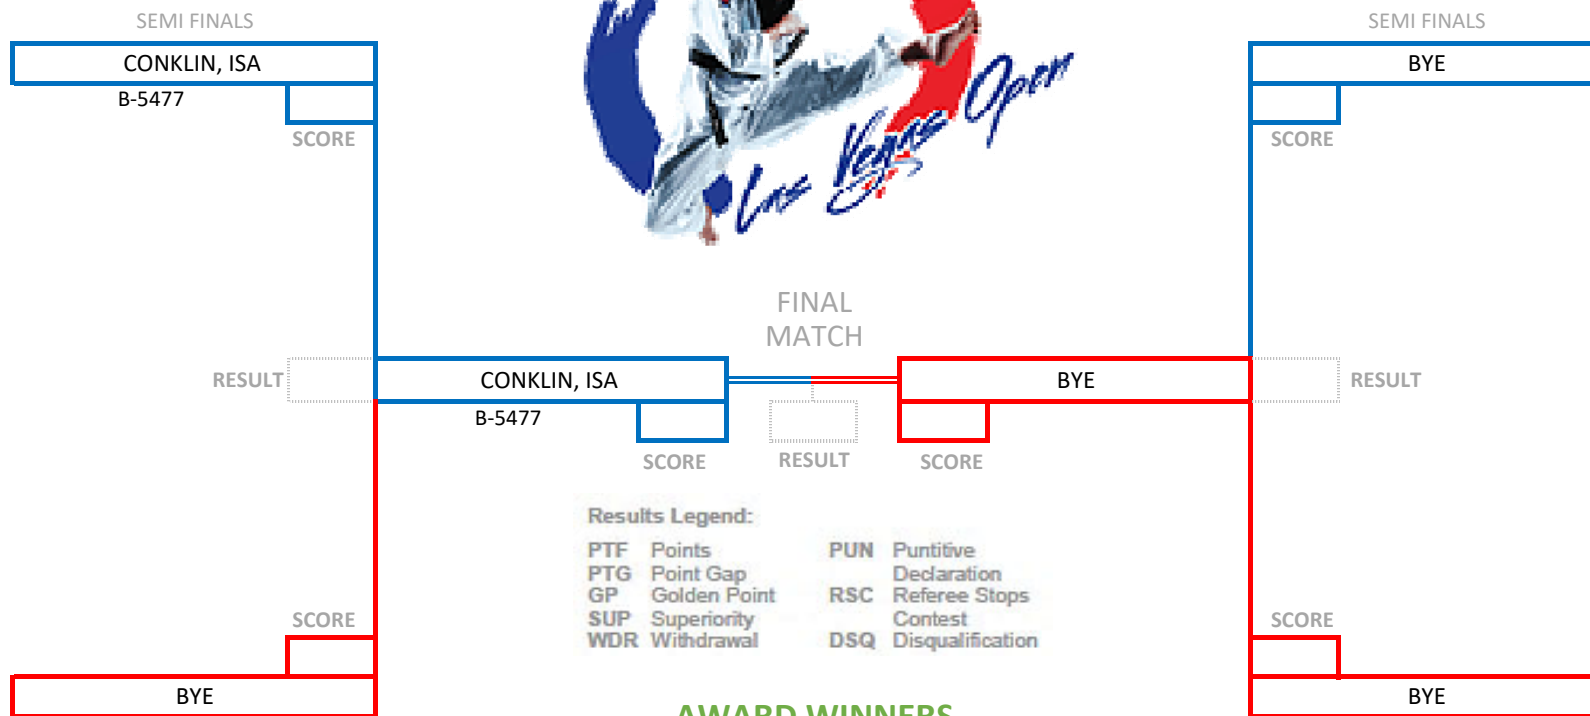 SEMI FINALS
SEMI FINALS
CONKLIN, ISA
BYE
B-5477
SCORE
SCORE
Las Vegas Open
FINAL
MATCH
RESULT
CONKLIN, ISA
BYE
RESULT
B-5477
SCORE
RESULT
SCORE
Results Legend:
PTF Points
PTG Point Gap
GP Golden Point
SUP Superiority
WDR Withdrawal
PUN Puntitive
Declaration
RSC Referee Stops
Contest
DSQ Disqualification
SCORE
SCORE
BYE
BYE
AWARD WINNERS